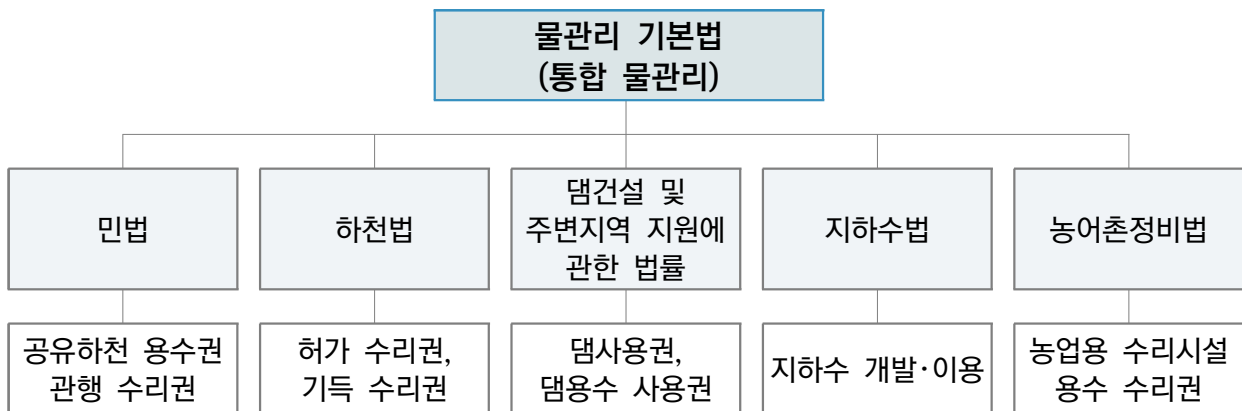 물관리 기본법
(통합 물관리)
민법
하천법
댐건설 및
주변지역 지원에
관한 법률
지하수법
농어촌정비법
공유하천 용수권
관행 수리권
허가 수리권,
기득 수리권
댐사용권,
댐용수 사용권
지하수 개발·이용
농업용 수리시설
용수 수리권